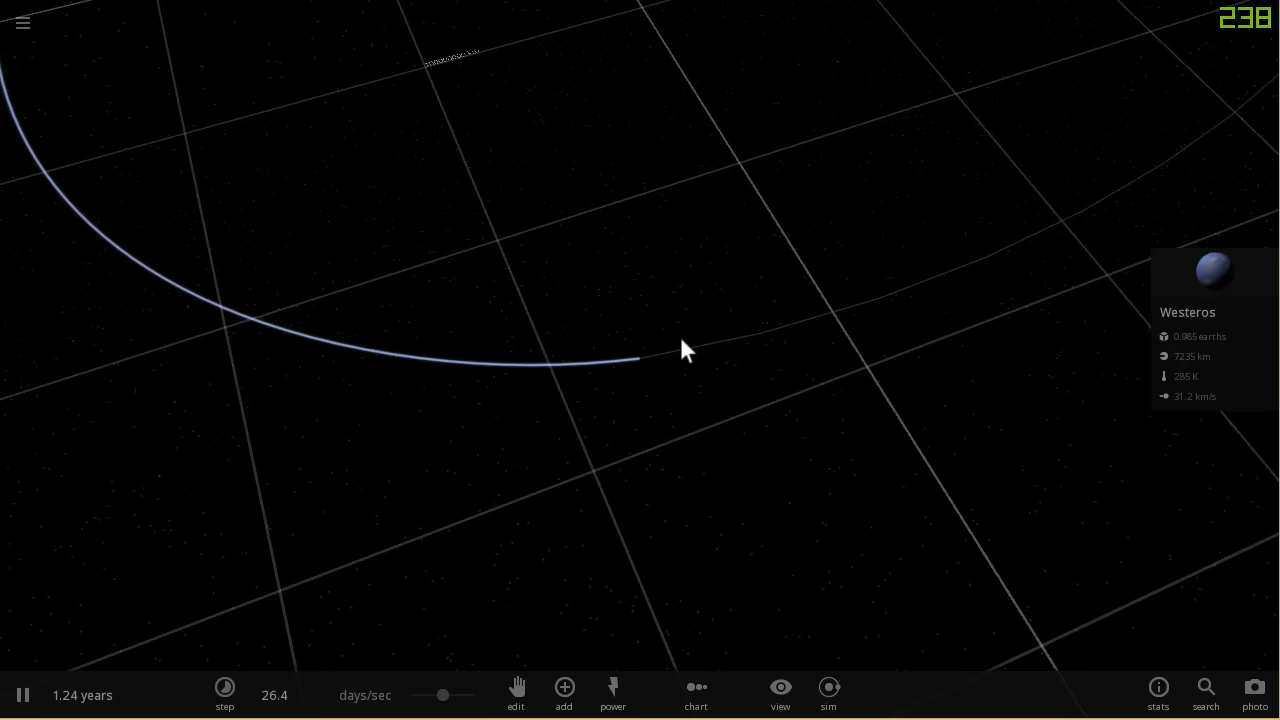 238
Westeros
0.985 earths
7235 km
285 K
31.2 km/s
1.24 years
step
26.4 days/sec
edit
add
power
chart
view
sim
stats
search
photo